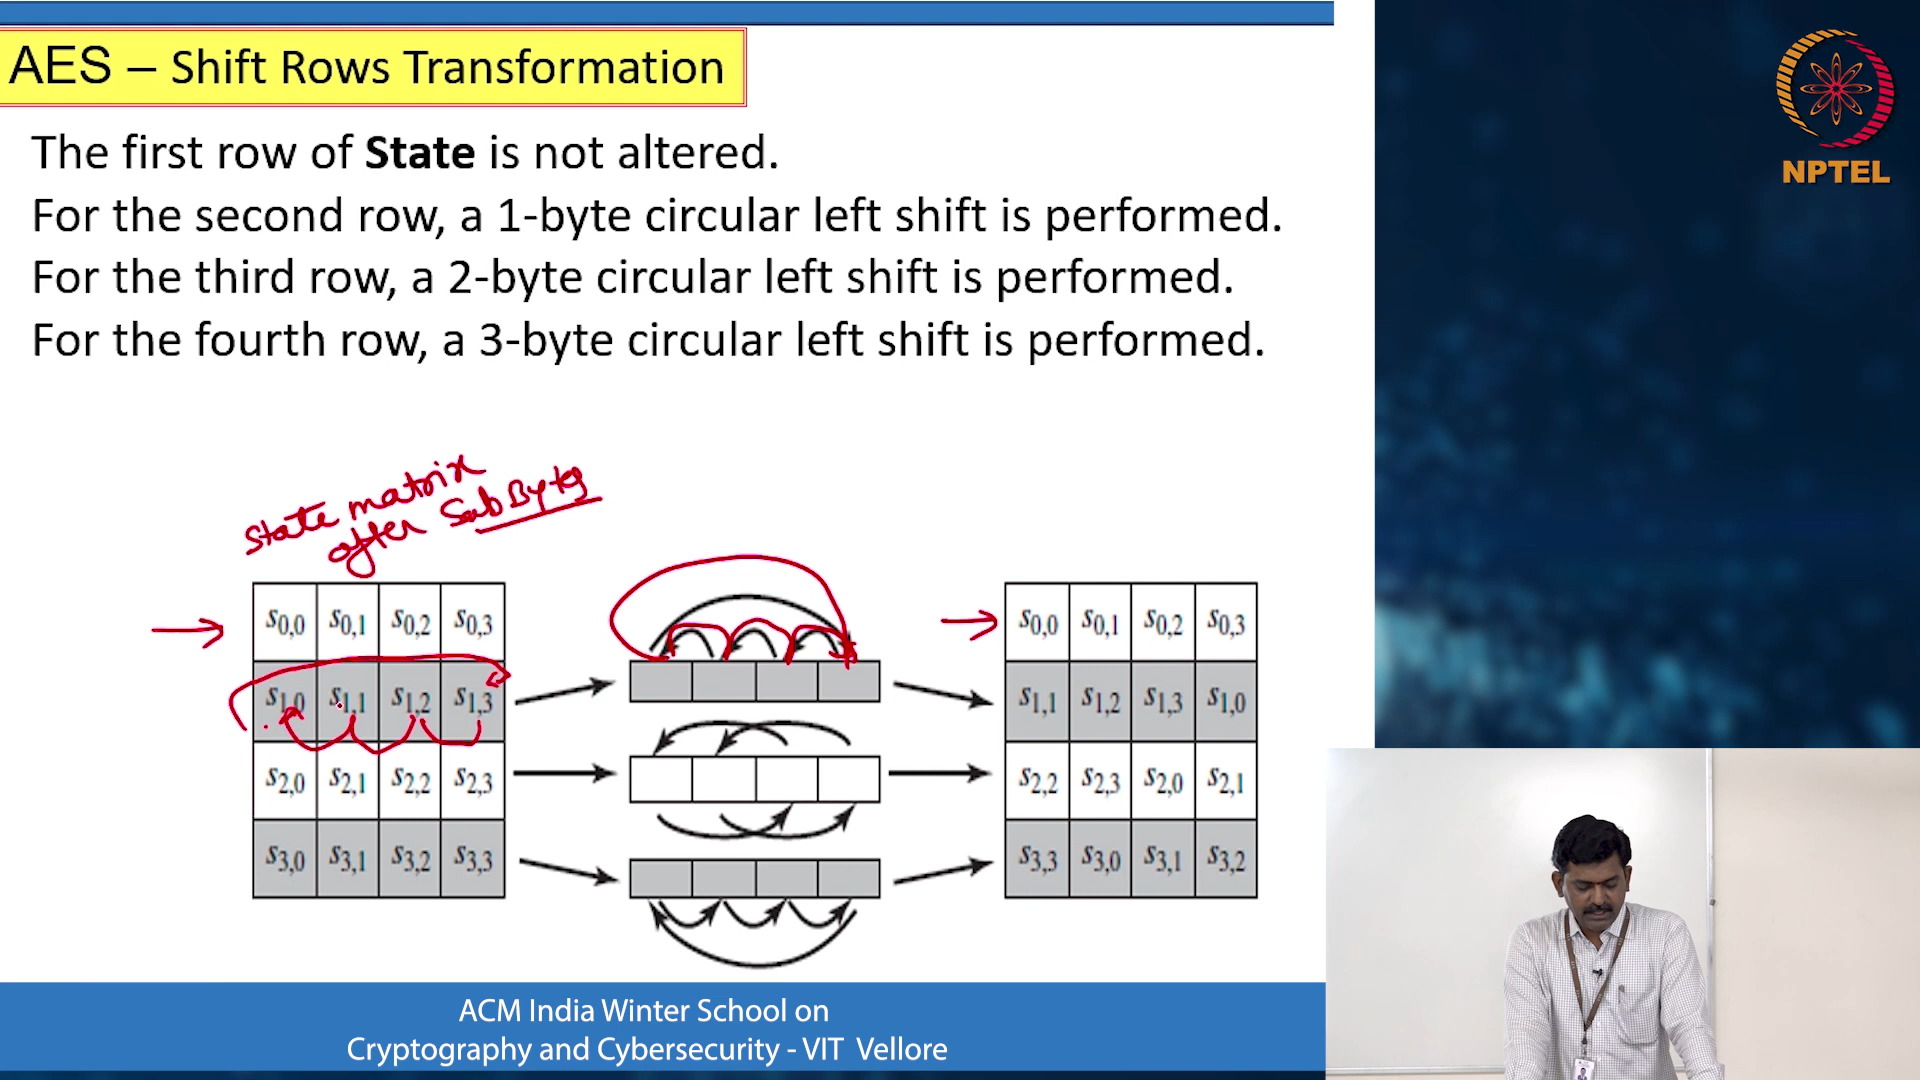 AES – Shift Rows Transformation
NPTEL
The first row of State is not altered.
For the second row, a 1-byte circular left shift is performed.
For the third row, a 2-byte circular left shift is performed.
For the fourth row, a 3-byte circular left shift is performed.
State matrix
after SubBytes
s0,0 s0,1 s0,2 s0,3
s1,0 s1,1 s1,2 s1,3
s2,0 s2,1 s2,2 s2,3
s3,0 s3,1 s3,2 s3,3
s0,0 s0,1 s0,2 s0,3
s1,1 s1,2 s1,3 s1,0
s2,2 s2,3 s2,0 s2,1
s3,3 s3,0 s3,1 s3,2
ACM India Winter School on
Cryptography and Cybersecurity - VIT Vellore